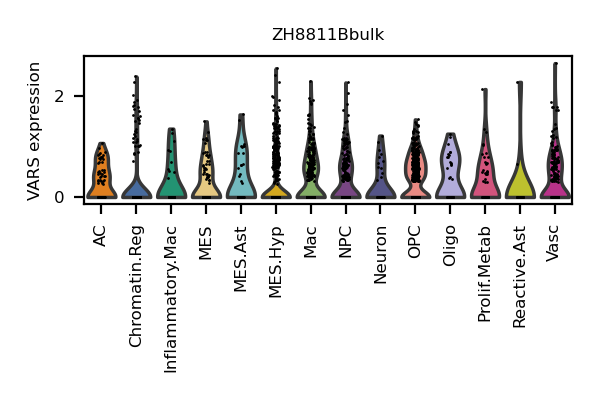 ZH8811Bbulk
VARS expression
2
0
AC
Chromatin.Reg
Inflammatory.Mac
MES
MES.Ast
MES.Hyp
Mac
NPC
Neuron
OPC
Oligo
Prolif.Metab
Reactive.Ast
Vasc